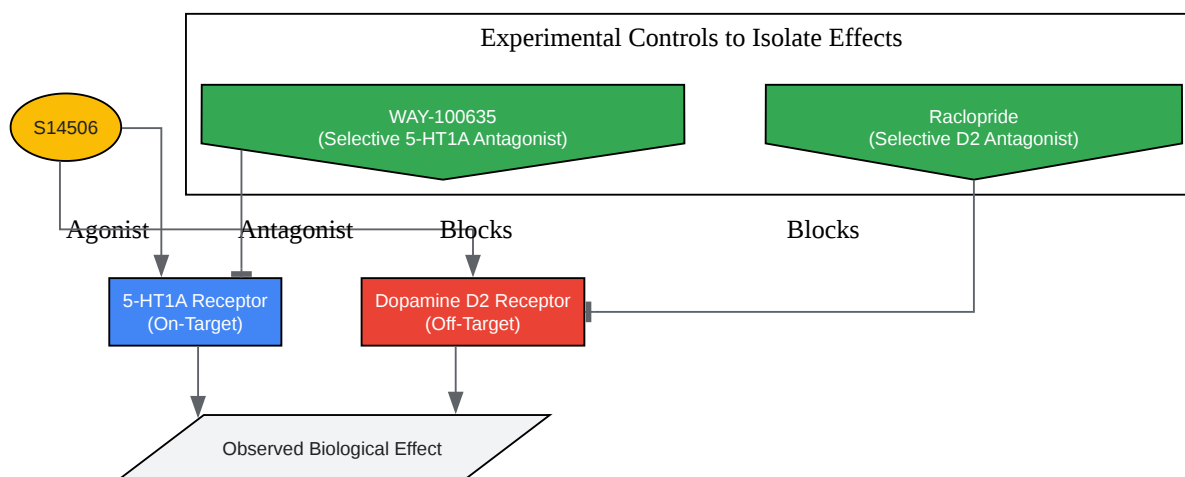 Experimental Controls to Isolate Effects
S14506
WAY-100635
(Selective 5-HT1A Antagonist)
Raclopride
(Selective D2 Antagonist)
Agonist
Antagonist
Blocks
Blocks
5-HT1A Receptor
(On-Target)
Dopamine D2 Receptor
(Off-Target)
Observed Biological Effect